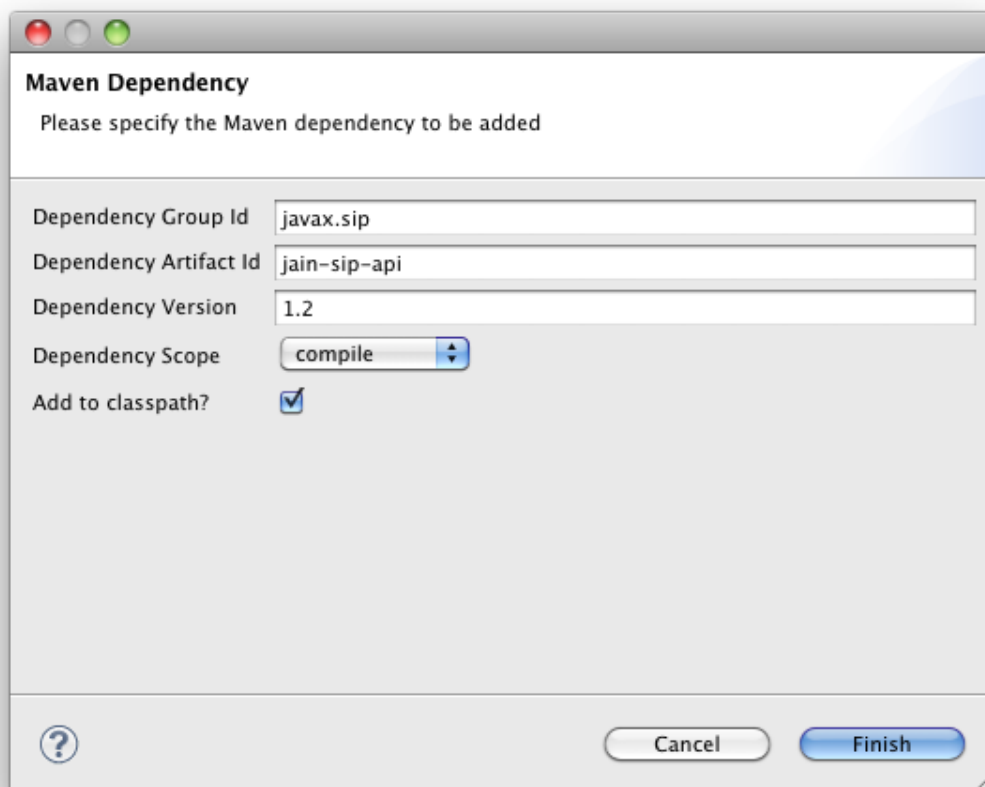 Maven Dependency
Please specify the Maven dependency to be added
Dependency Group Id javax.sip
Dependency Artifact Id jain-sip-api
Dependency Version 1.2
Dependency Scope compile
Add to classpath?
? Cancel Finish